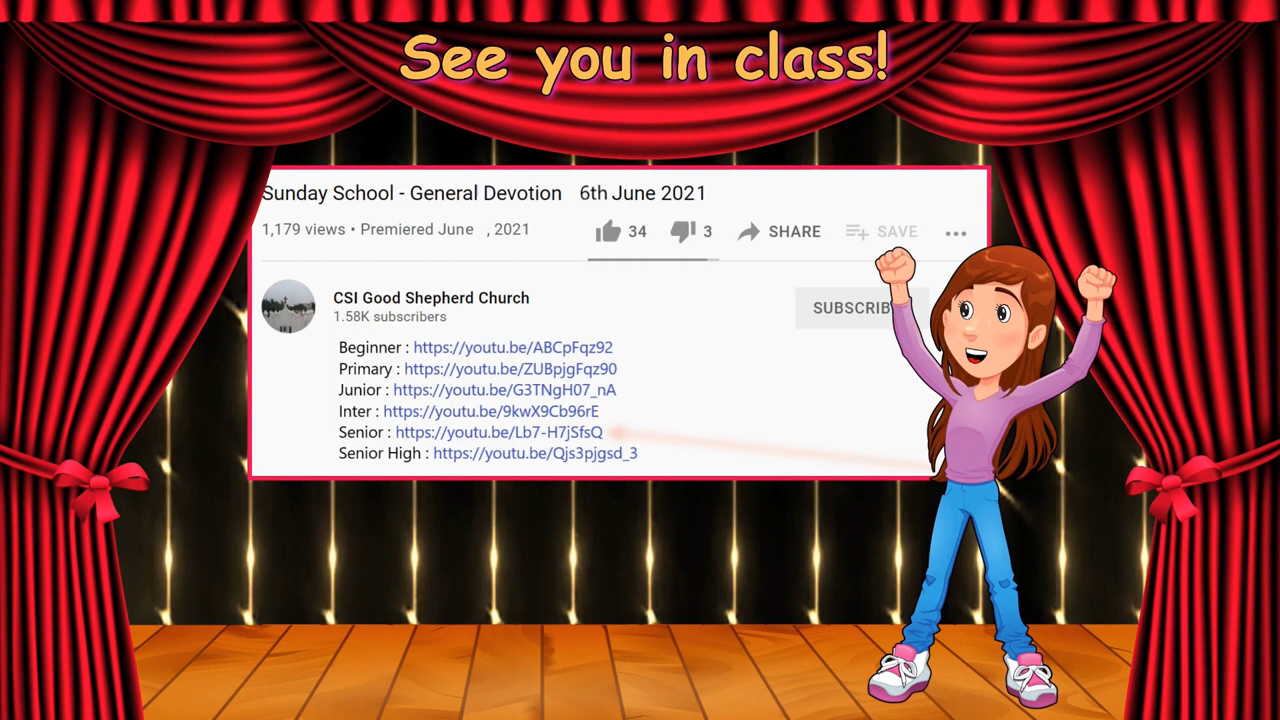 See you in class!
Sunday School - General Devotion 6th June 2021
1,179 views • Premiered June , 2021
34 3 SHARE SAVE
CSI Good Shepherd Church
1.58K subscribers
SUBSCRIB
Beginner : https://youtu.be/ABCpFqz92
Primary : https://youtu.be/ZUBpjgFqz90
Junior : https://youtu.be/G3TNgH07_nA
Inter : https://youtu.be/9kwX9Cb96rE
Senior : https://youtu.be/Lb7-H7jSfsQ
Senior High : https://youtu.be/Qjs3pjgsd_3